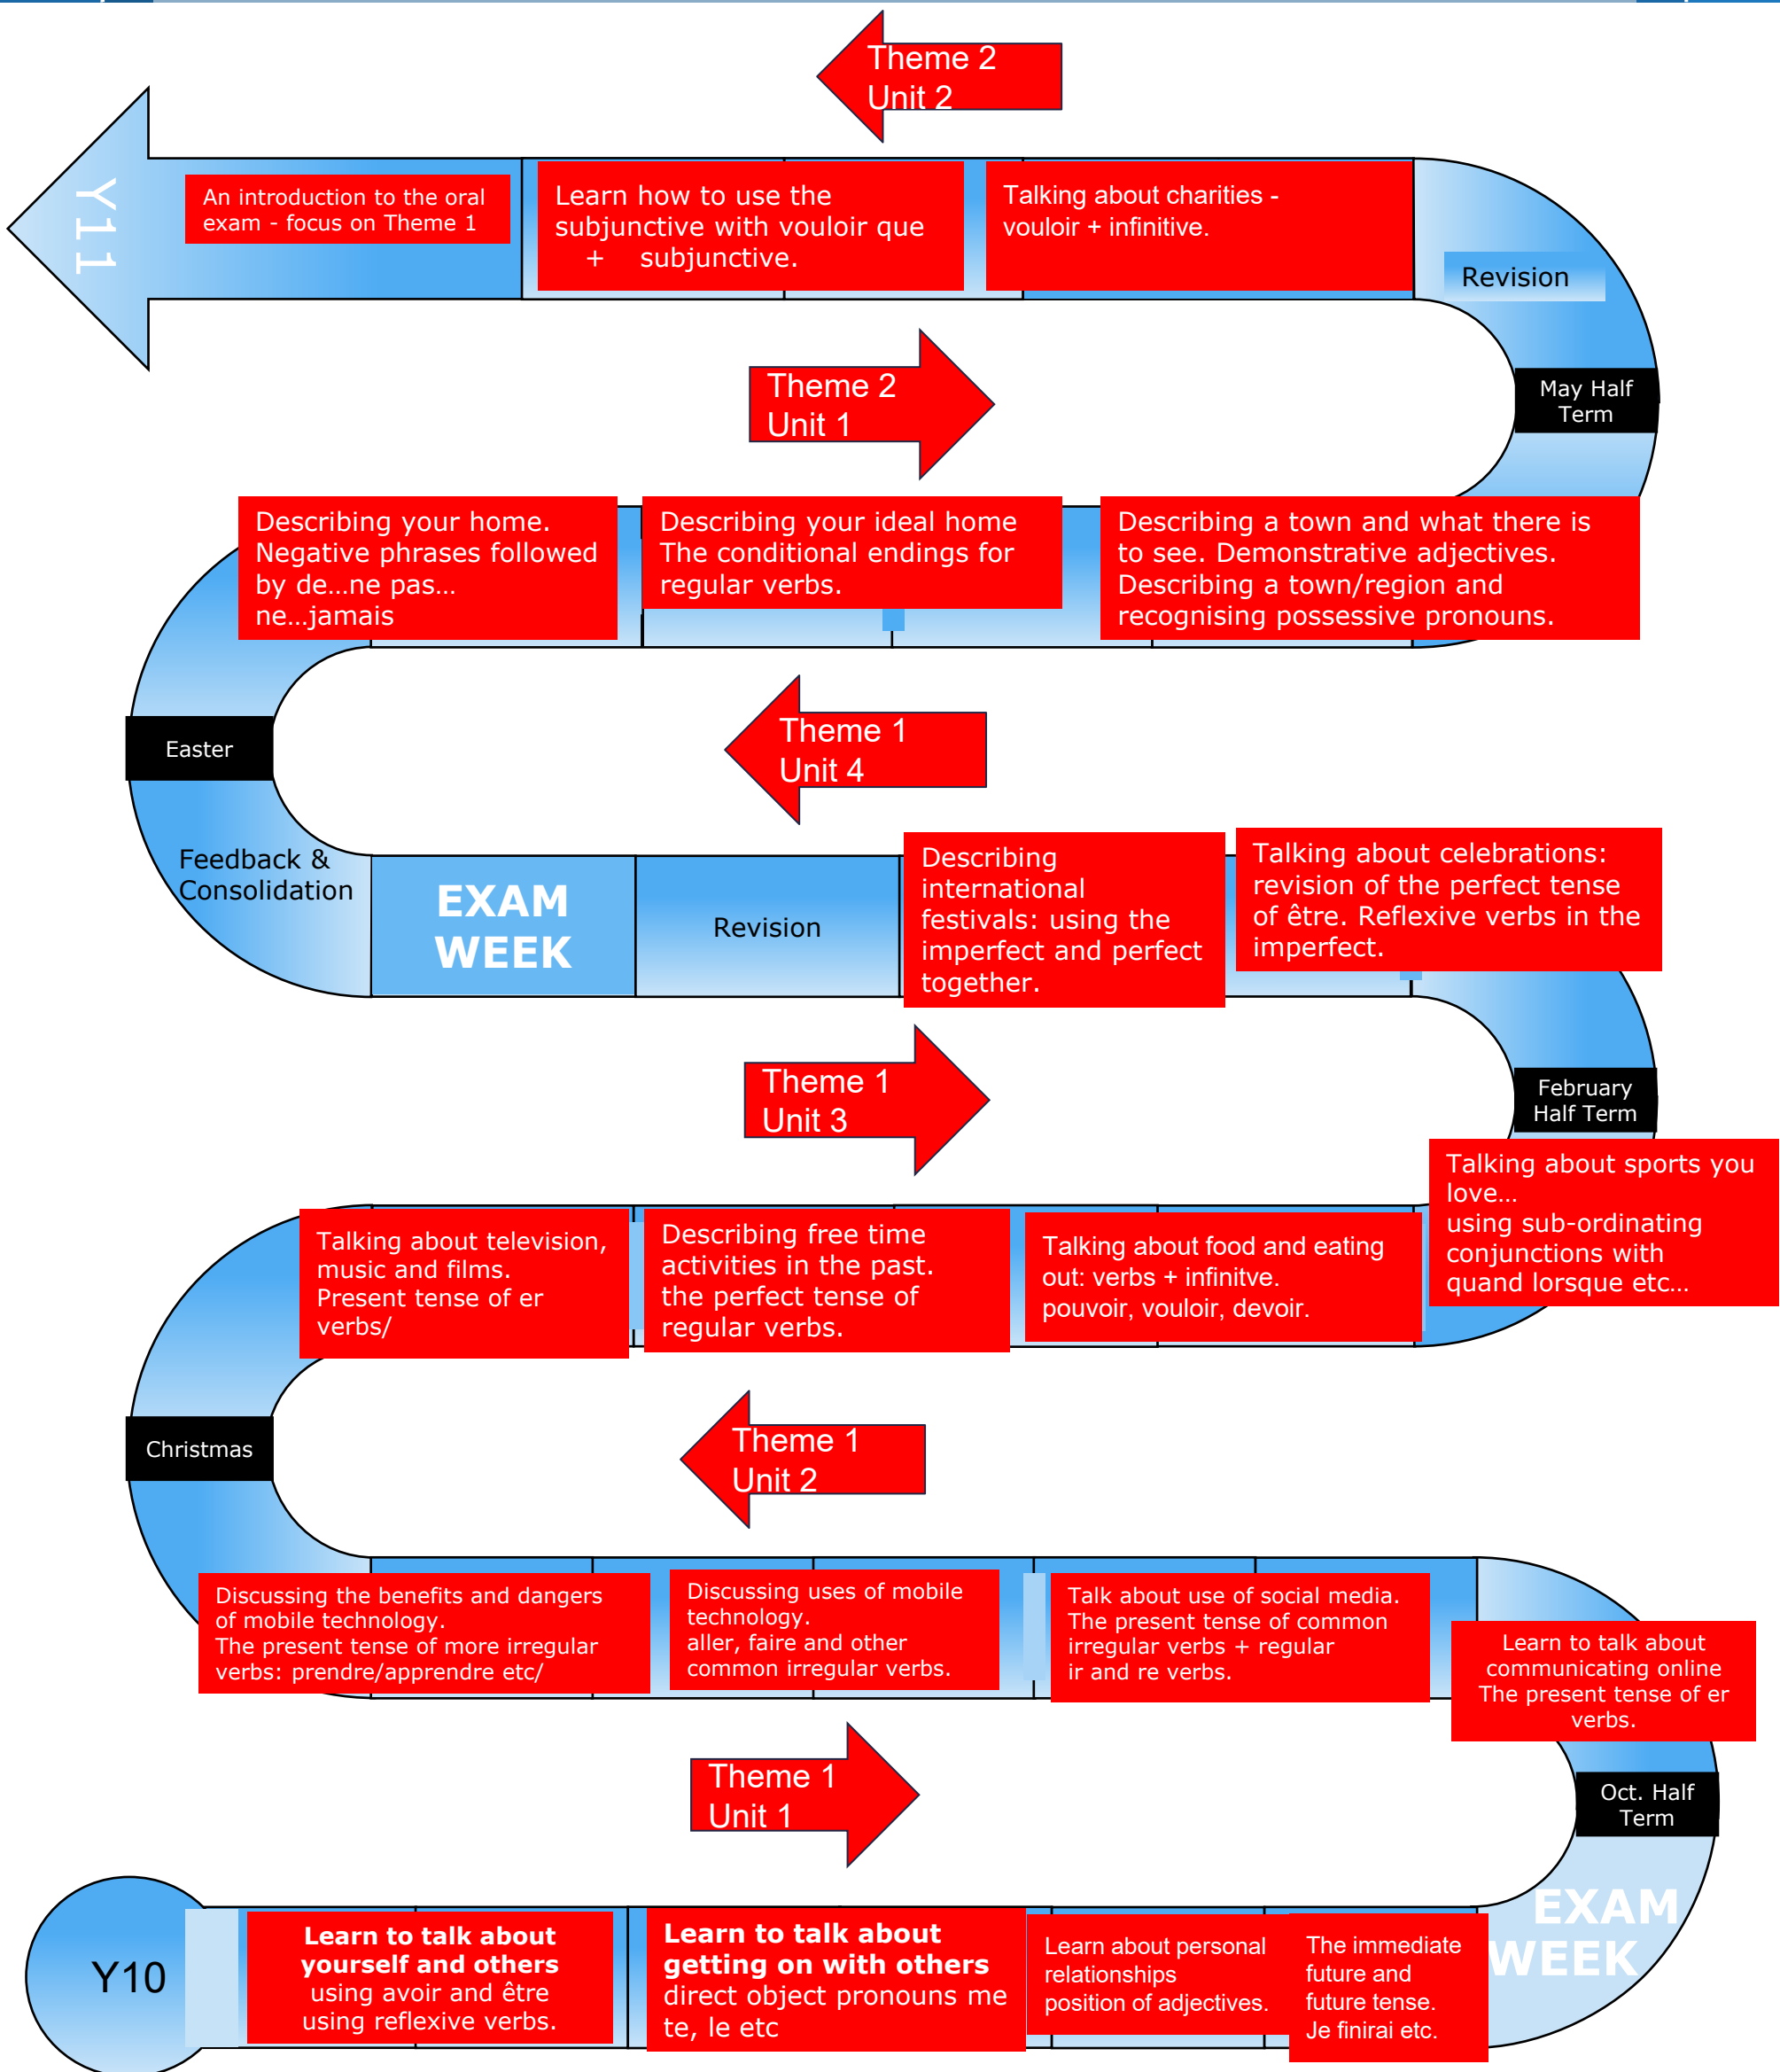 Theme 2
Unit 2
Y11
An introduction to the oral
exam - focus on Theme 1
Learn how to use the
subjunctive with vouloir que
+ subjunctive.
Talking about charities -
vouloir + infinitive.
Revision
Theme 2
Unit 1
May Half
Term
Describing your home.
Negative phrases followed
by de...ne pas...
ne...jamais
Describing your ideal home
The conditional endings for
regular verbs.
Describing a town and what there is
to see. Demonstrative adjectives.
Describing a town/region and
recognising possessive pronouns.
Easter
Theme 1
Unit 4
Feedback &
Consolidation
EXAM
WEEK
Revision
Describing
international
festivals: using the
imperfect and perfect
together.
Talking about celebrations:
revision of the perfect tense
of être. Reflexive verbs in the
imperfect.
Theme 1
Unit 3
February
Half Term
Talking about television,
music and films.
Present tense of er
verbs/
Describing free time
activities in the past.
the perfect tense of
regular verbs.
Talking about food and eating
out: verbs + infinitve.
pouvoir, vouloir, devoir.
Talking about sports you
love...
using sub-ordinating
conjunctions with
quand lorsque etc...
Christmas
Theme 1
Unit 2
Discussing the benefits and dangers
of mobile technology.
The present tense of more irregular
verbs: prendre/apprendre etc/
Discussing uses of mobile
technology.
aller, faire and other
common irregular verbs.
Talk about use of social media.
The present tense of common
irregular verbs + regular
ir and re verbs.
Learn to talk about
communicating online
The present tense of er
verbs.
Theme 1
Unit 1
Oct. Half
Term
Y10
Learn to talk about
yourself and others
using avoir and être
using reflexive verbs.
Learn to talk about
getting on with others
direct object pronouns me
te, le etc
Learn about personal
relationships
position of adjectives.
The immediate
future and
future tense.
Je finirai etc.
EXAM
WEEK